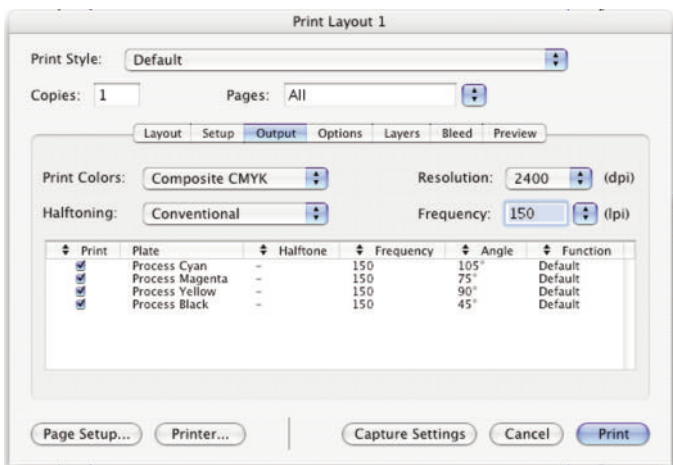 Print Layout 1
Print Style: Default
Copies: 1 Pages: All
Layout Setup Output Options Layers Bleed Preview
Print Colors: Composite CMYK Resolution: 2400 (dpi)
Halftoning: Conventional Frequency: 150 (lpi)
Print Plate Halftone Frequency Angle Function
Process Cyan - 150 105° Default
Process Magenta - 150 75° Default
Process Yellow - 150 90° Default
Process Black - 150 45° Default
Page Setup... Printer... Capture Settings Cancel Print